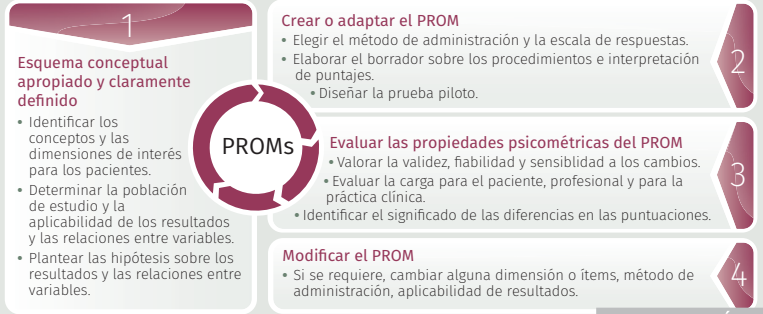 1
Esquema conceptual
apropiado y claramente
definido
• Identificar los
conceptos y las
dimensiones de interés
para los pacientes.
• Determinar la población
de estudio y la
aplicabilidad de los resultados
y las relaciones entre variables.
• Plantear las hipótesis sobre los
resultados y las relaciones entre
variables.
PROMs
Crear o adaptar el PROM
• Elegir el método de administración y la escala de respuestas.
• Elaborar el borrador sobre los procedimientos e interpretación
de puntajes.
• Diseñar la prueba piloto.
2
Evaluar las propiedades psicométricas del PROM
• Valorar la validez, fiabilidad y sensiblidad a los cambios.
• Evaluar la carga para el paciente, profesional y para la
práctica clínica.
• Identificar el significado de las diferencias en las puntuaciones.
3
Modificar el PROM
• Si se requiere, cambiar alguna dimensión o ítems, método de
administración, aplicabilidad de resultados.
4